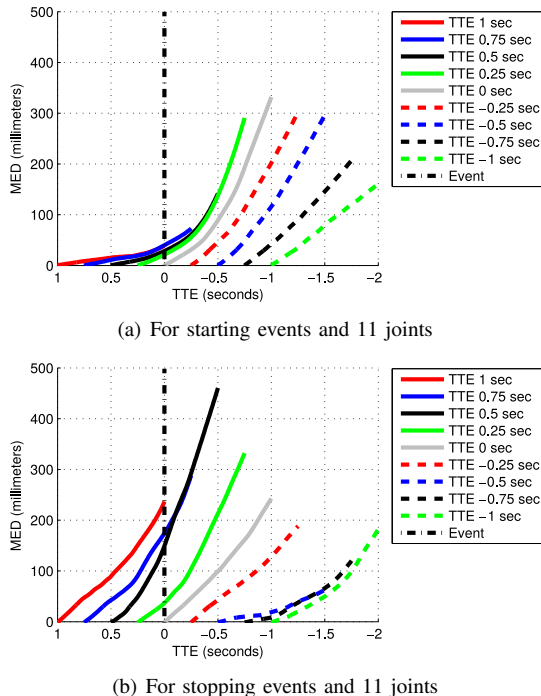 500
400
300
200
100
0
MED (millimeters)
1 0.5 0 −0.5 −1 −1.5 −2
TTE (seconds)
TTE 1 sec
TTE 0.75 sec
TTE 0.5 sec
TTE 0.25 sec
TTE 0 sec
TTE −0.25 sec
TTE −0.5 sec
TTE −0.75 sec
TTE −1 sec
Event
(a) For starting events and 11 joints
500
400
300
200
100
0
MED (millimeters)
1 0.5 0 −0.5 −1 −1.5 −2
TTE (seconds)
TTE 1 sec
TTE 0.75 sec
TTE 0.5 sec
TTE 0.25 sec
TTE 0 sec
TTE −0.25 sec
TTE −0.5 sec
TTE −0.75 sec
TTE −1 sec
Event
(b) For stopping events and 11 joints